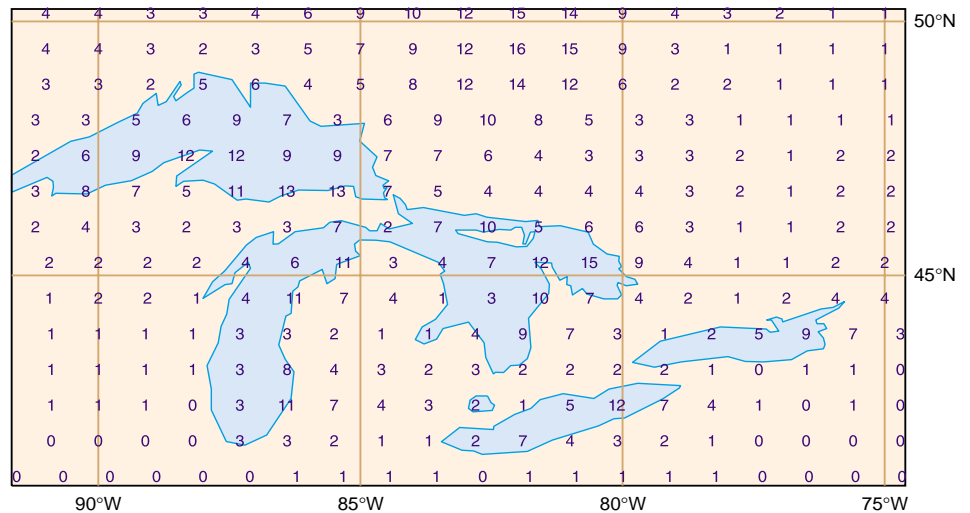 4 4 3 3 4 6 9 10 12 15 14 9 4 3 2 1 1
50°N
4 4 3 2 3 5 7 9 12 16 15 9 3 1 1 1 1
3 3 2 5 6 4 5 8 12 14 12 6 2 2 1 1 1
3 3 5 6 9 7 3 6 9 10 8 5 3 3 1 1 1 1
2 6 9 12 12 9 9 7 7 6 4 3 3 3 2 1 2 2
3 8 7 5 11 13 13 7 5 4 4 4 4 3 2 1 2 2
2 4 3 2 3 3 7 2 7 10 5 6 6 3 1 1 2 2
2 2 2 2 4 6 11 3 4 7 12 15 9 4 1 1 2 2
45°N
1 2 2 1 4 11 7 4 1 3 10 7 4 2 1 2 4 4
1 1 1 1 3 3 2 1 1 4 9 7 3 1 2 5 9 7 3
1 1 1 1 3 8 4 3 2 3 2 2 2 2 1 0 1 1 0
1 1 1 0 3 11 7 4 3 2 1 5 12 7 4 1 0 1 0
0 0 0 0 3 3 2 1 1 2 7 4 3 2 1 0 0 0 0
0 0 0 0 0 0 1 1 1 1 0 1 1 1 1 1 0 0 0 0
90°W 85°W 80°W 75°W